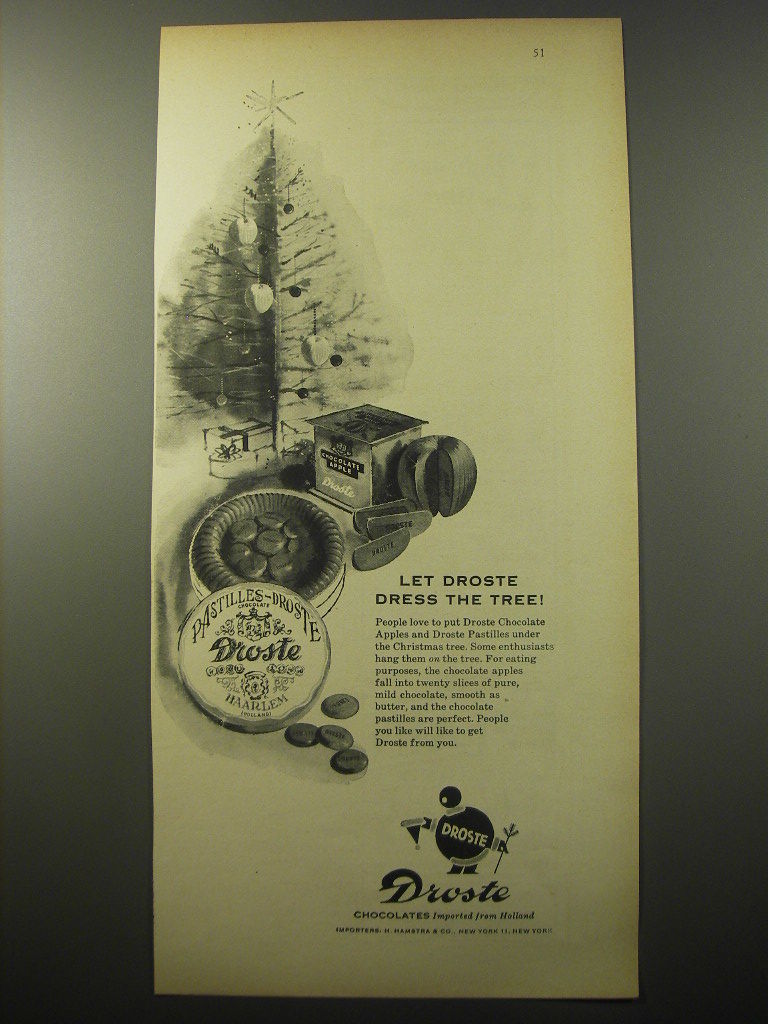 51
CHOCOLATE
APPLE
Droste
DROSTE
DROSTE
PASTILLES-DROSTE
CHOCOLATE
Droste
HAARLEM
(HOLLAND)
DROSTE
LET DROSTE
DRESS THE TREE!
People love to put Droste Chocolate
Apples and Droste Pastilles under
the Christmas tree. Some enthusiasts
hang them on the tree. For eating
purposes, the chocolate apples
fall into twenty slices of pure,
mild chocolate, smooth as
butter, and the chocolate
pastilles are perfect. People
you like will like to get
Droste from you.
DROSTE
Droste
CHOCOLATES Imported from Holland
IMPORTERS: H. HAMSTRA & CO., NEW YORK 11, NEW YORK